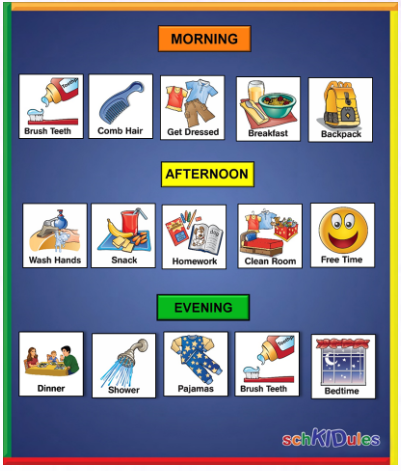 MORNING
Brush Teeth
Comb Hair
Get Dressed
Breakfast
Backpack
AFTERNOON
Wash Hands
Snack
Homework
Clean Room
Free Time
EVENING
Dinner
Shower
Pajamas
Brush Teeth
Bedtime
schKIDules